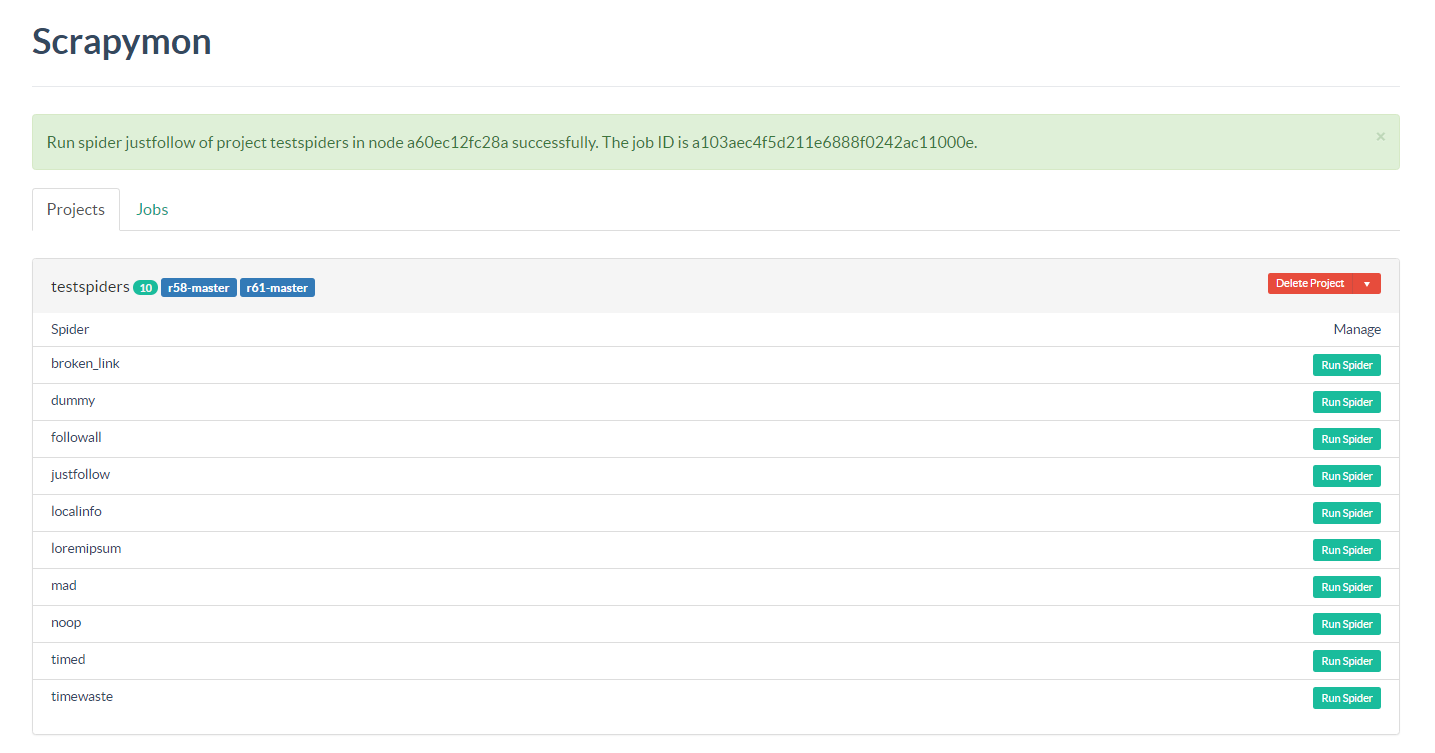 Scrapymon
Run spider justfollow of project testspiders in node a60ec12fc28a successfully. The job ID is a103aec4f5d211e6888f0242ac11000e.
×
Projects Jobs
testspiders 10 r58-master r61-master Delete Project
Spider Manage
broken_link Run Spider
dummy Run Spider
followall Run Spider
justfollow Run Spider
localinfo Run Spider
loremipsum Run Spider
mad Run Spider
noop Run Spider
timed Run Spider
timewaste Run Spider